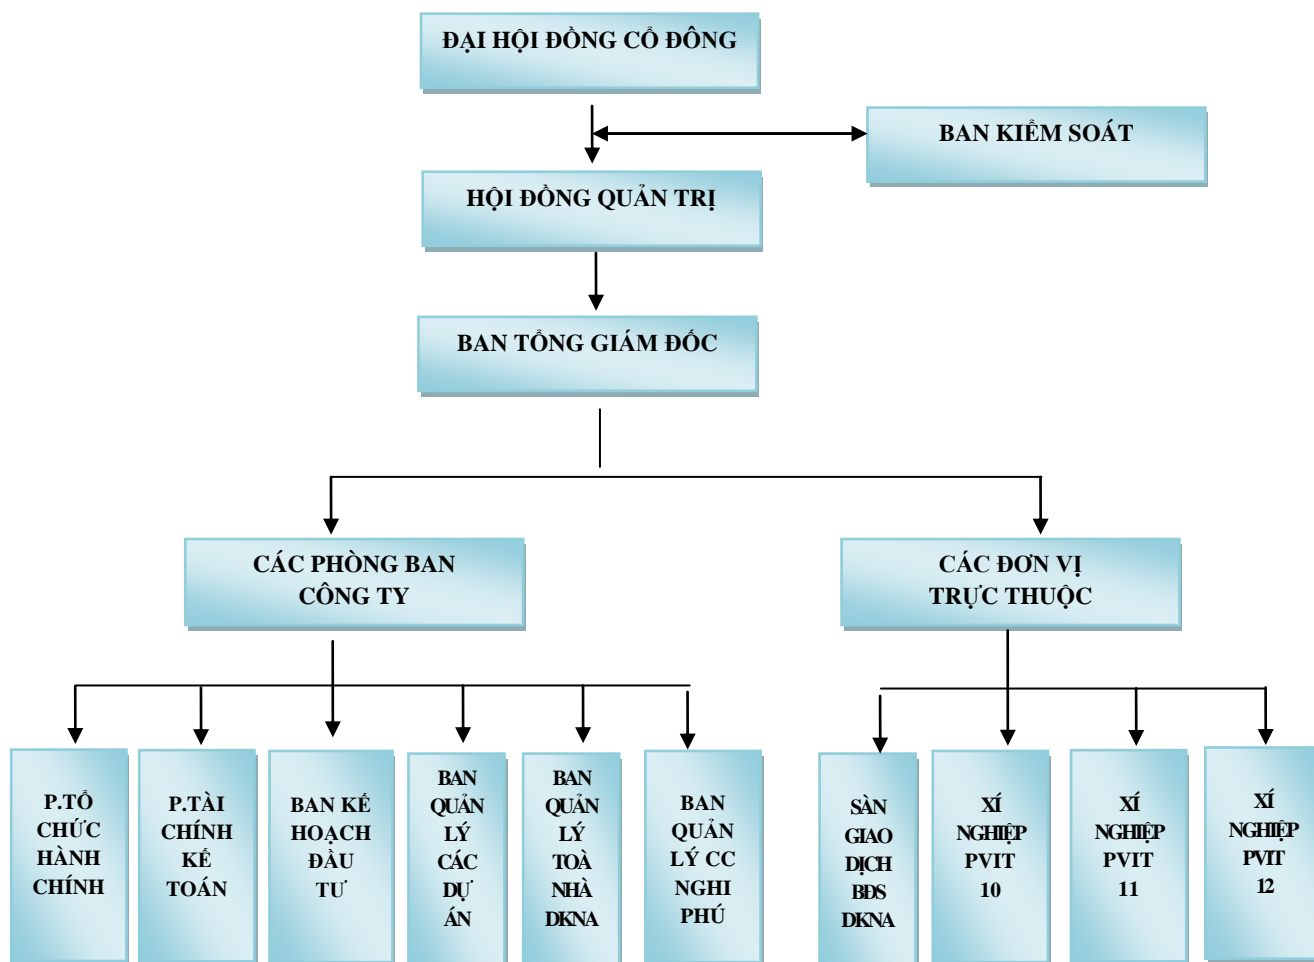 ĐẠI HỘI ĐỒNG CỔ ĐÔNG
BAN KIỂM SOÁT
HỘI ĐỒNG QUẢN TRỊ
BAN TỔNG GIÁM ĐỐC
CÁC PHÒNG BAN
CÔNG TY
CÁC ĐƠN VỊ
TRỰC THUỘC
P.TỔ
CHỨC
HÀNH
CHÍNH
P.TÀI
CHÍNH
KẾ
TOÁN
BAN KẾ
HOẠCH
ĐẦU
TƯ
BAN
QUẢN
LÝ
CÁC
DỰ
ÁN
BAN
QUẢN
LÝ
TOÀ
NHÀ
DKNA
BAN
QUẢN
LÝ CC
NGHI
PHÚ
SÀN
GIAO
DỊCH
BĐS
DKNA
XÍ
NGHIỆP
PVIT
10
XÍ
NGHIỆP
PVIT
11
XÍ
NGHIỆP
PVIT
12